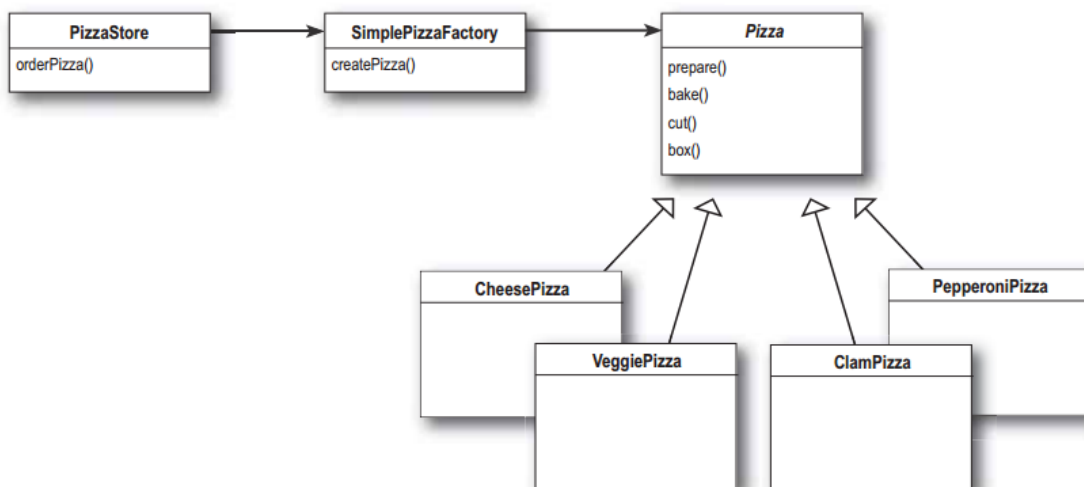 PizzaStore
orderPizza()
SimplePizzaFactory
createPizza()
Pizza
prepare()
bake()
cut()
box()
CheesePizza
VeggiePizza
ClamPizza
PepperoniPizza